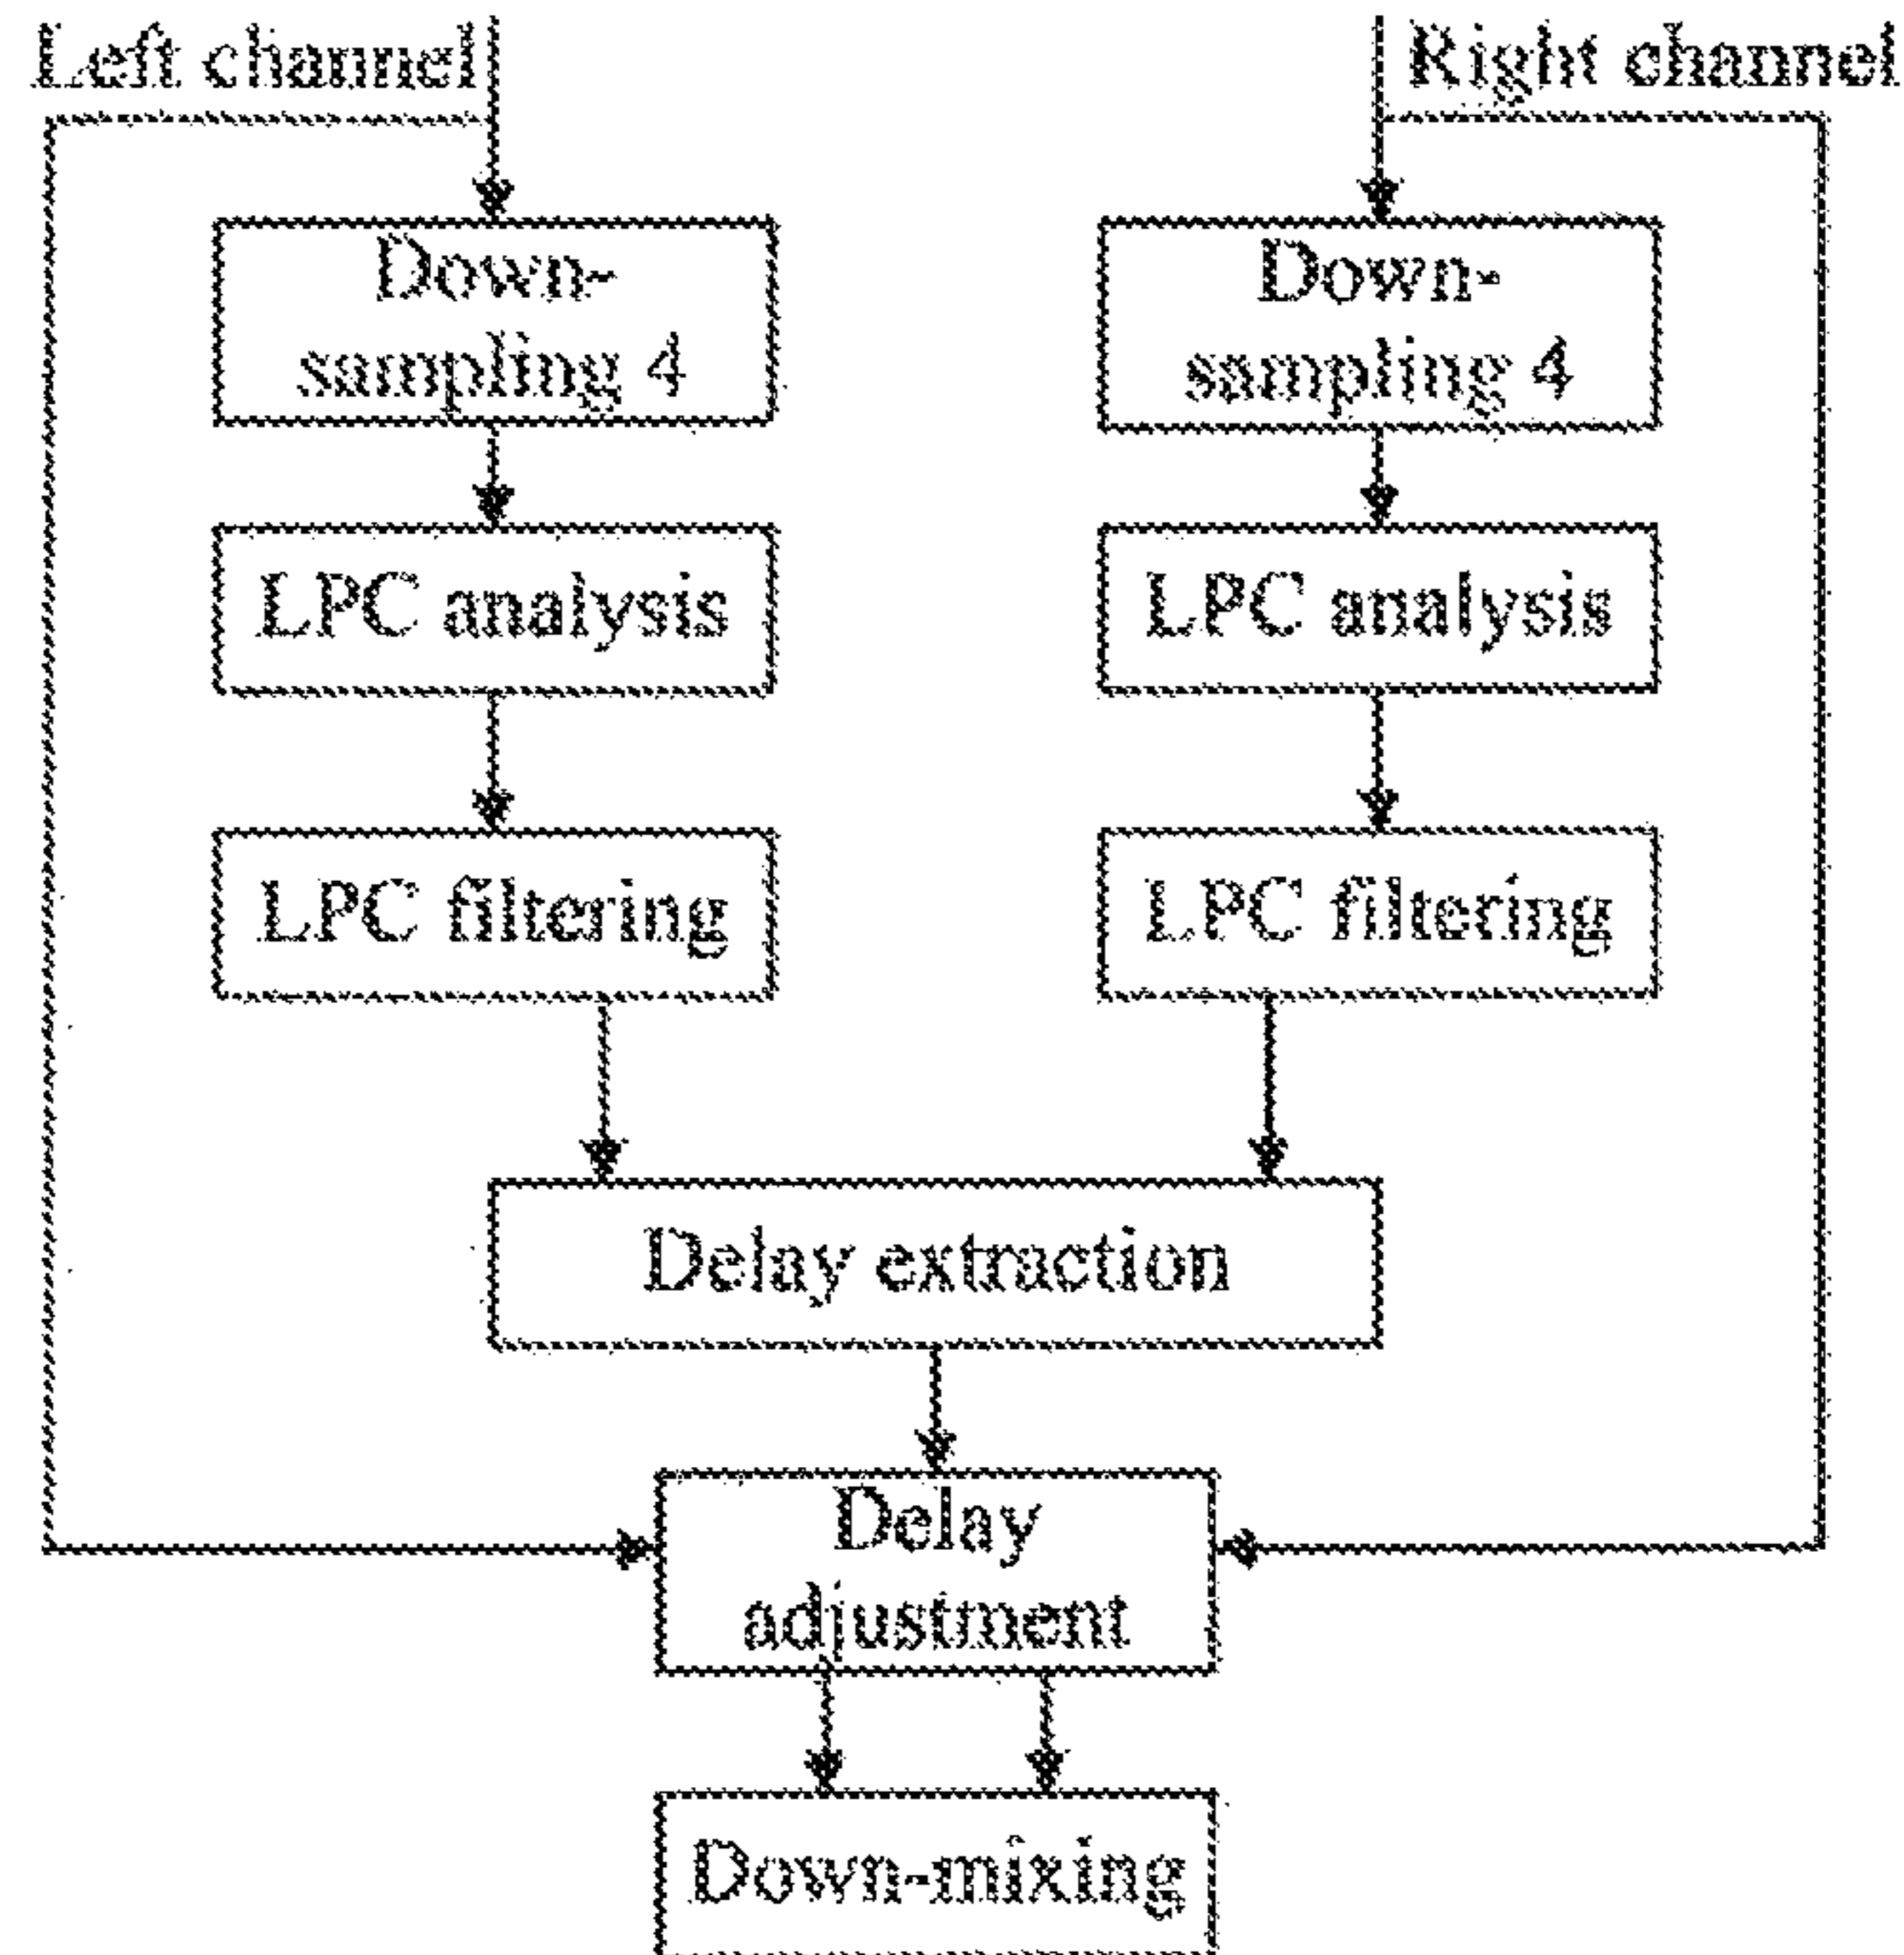 Left channel
Right channel
Down-
sampling 4
Down-
sampling 4
LPC analysis
LPC analysis
LPC filtering
LPC filtering
Delay extraction
Delay
adjustment
Down-mixing